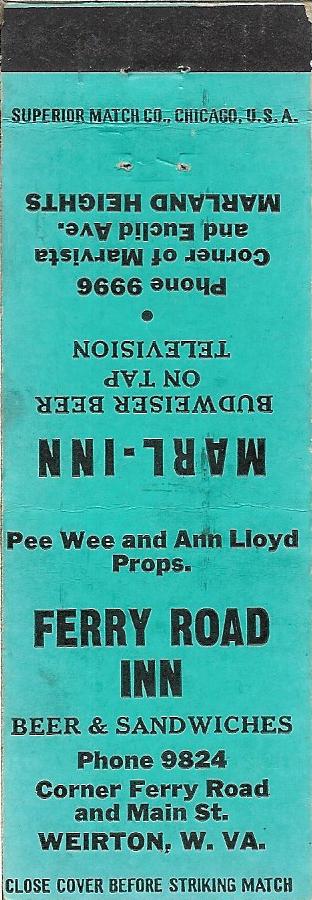 SUPERIOR MATCH CO., CHICAGO, U.S.A.
MARL-INN
BUDWEISER BEER
ON TAP
TELEVISION
•
Phone 9996
Corner of Marvista
and Euclid Ave.
MARLAND HEIGHTS
Pee Wee and Ann Lloyd
Props.
FERRY ROAD
INN
BEER & SANDWICHES
Phone 9824
Corner Ferry Road
and Main St.
WEIRTON, W. VA.
CLOSE COVER BEFORE STRIKING MATCH